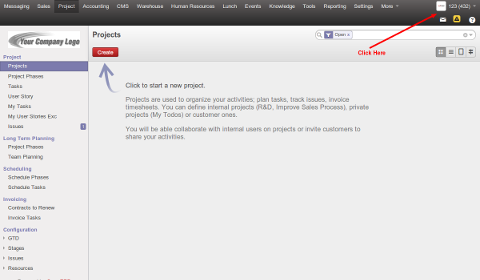 Messaging Sales Project Accounting CMS Warehouse Human Resources Lunch Events Knowledge Tools Reporting Settings More 123 (432)
Your Company Logo
Projects
Open x
Create
Click Here
Project
Projects
Project Phases
Tasks
User Story
My Tasks
My User Stories Exc
Issues
Long Term Planning
Project Phases
Team Planning
Scheduling
Schedule Phases
Schedule Tasks
Invoicing
Contracts to Renew
Invoice Tasks
Configuration
GTD
Stages
Issues
Resources
Click to start a new project.
Projects are used to organize your activities; plan tasks, track issues, invoice
timesheets. You can define internal projects (R&D, Improve Sales Process), private
projects (My Todos) or customer ones.
You will be able collaborate with internal users on projects or invite customers to
share your activities.